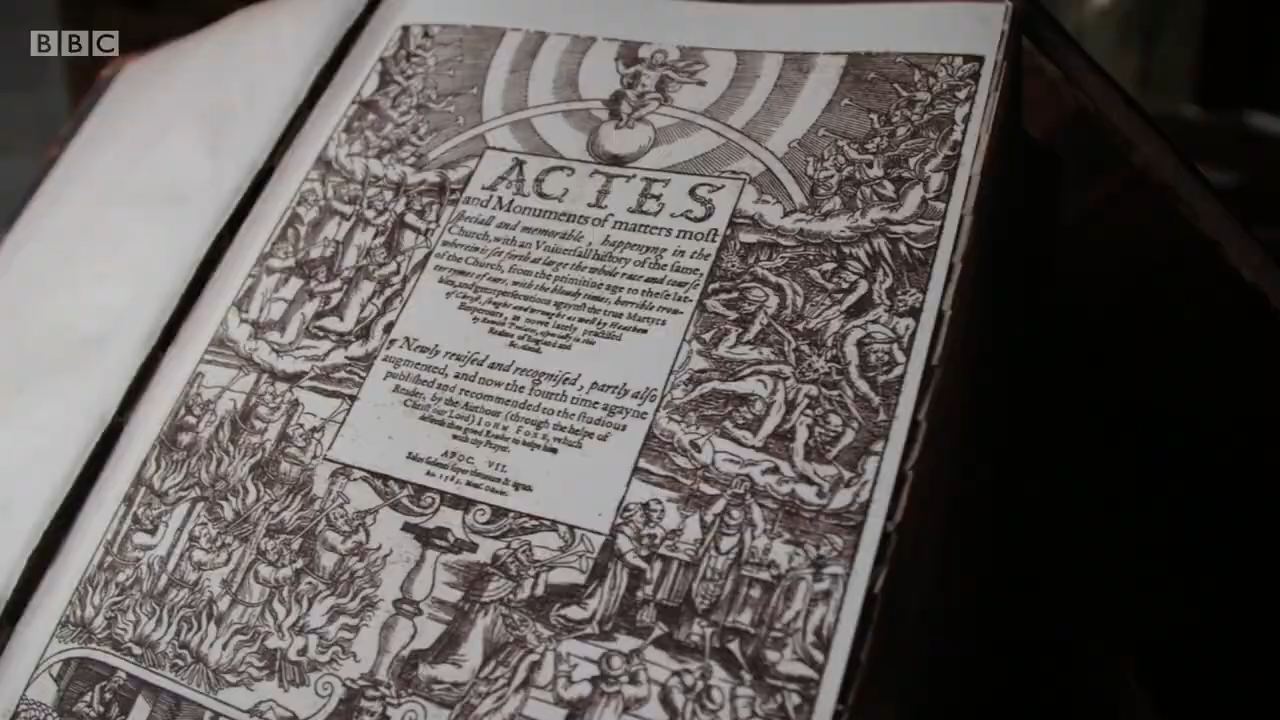 BBC
ACTES
and Monuments of matters moſt
ſpeciall and memorable, happenyng in the
Church, with an Vniuerſall hiſtory of the ſame,
wherein is ſet forth at large the whole race and courſe
of the Church, from the primitiue age to theſe lat-
ter tymes of ours, with the bloudy times, horrible trou-
bles, and great perſecutions agaynſt the true Martyrs
of Chriſt, ſought and wrought as well by Heathen
Emperours, as nowe lately practiſed
by Romiſh Prelates, eſpecially in this
Realme of England and
Scotland.
Newly reuiſed and recogniſed, partly alſo
augmented, and now the fourth time agayne
publiſhed and recommended to the ſtudious
Reader, by the Authour (through the helpe of
Chriſt our Lord) IOHN FOXE, which
deſireth thee good Reader to helpe him
with thy Prayer.
APOC. VII.